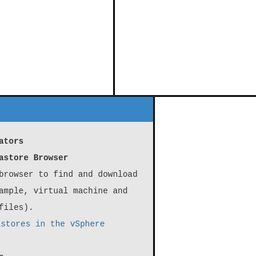 ators
astore Browser
browser to find and download
ample, virtual machine and
files).
stores in the vSphere